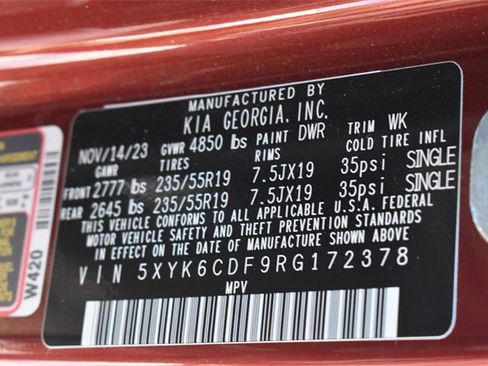 MANUFACTURED BY
KIA GEORGIA, INC.
NOV/14/23 GVWR 4850 lbs PAINT DWR TRIM WK
GAWR TIRES RIMS COLD TIRE INFL
FRONT 2777 lbs 235/55R19 7.5JX19 35psi SINGLE
REAR 2645 lbs 235/55R19 7.5JX19 35psi SINGLE
THIS VEHICLE CONFORMS TO ALL APPLICABLE U.S.A. FEDERAL
MOTOR VEHICLE SAFETY AND THEFT PREVENTION STANDARDS
IN EFFECT ON THE DATE OF MANUFACTURE SHOWN ABOVE.
VIN 5XYK6CDF9RG172378
MPV
W420